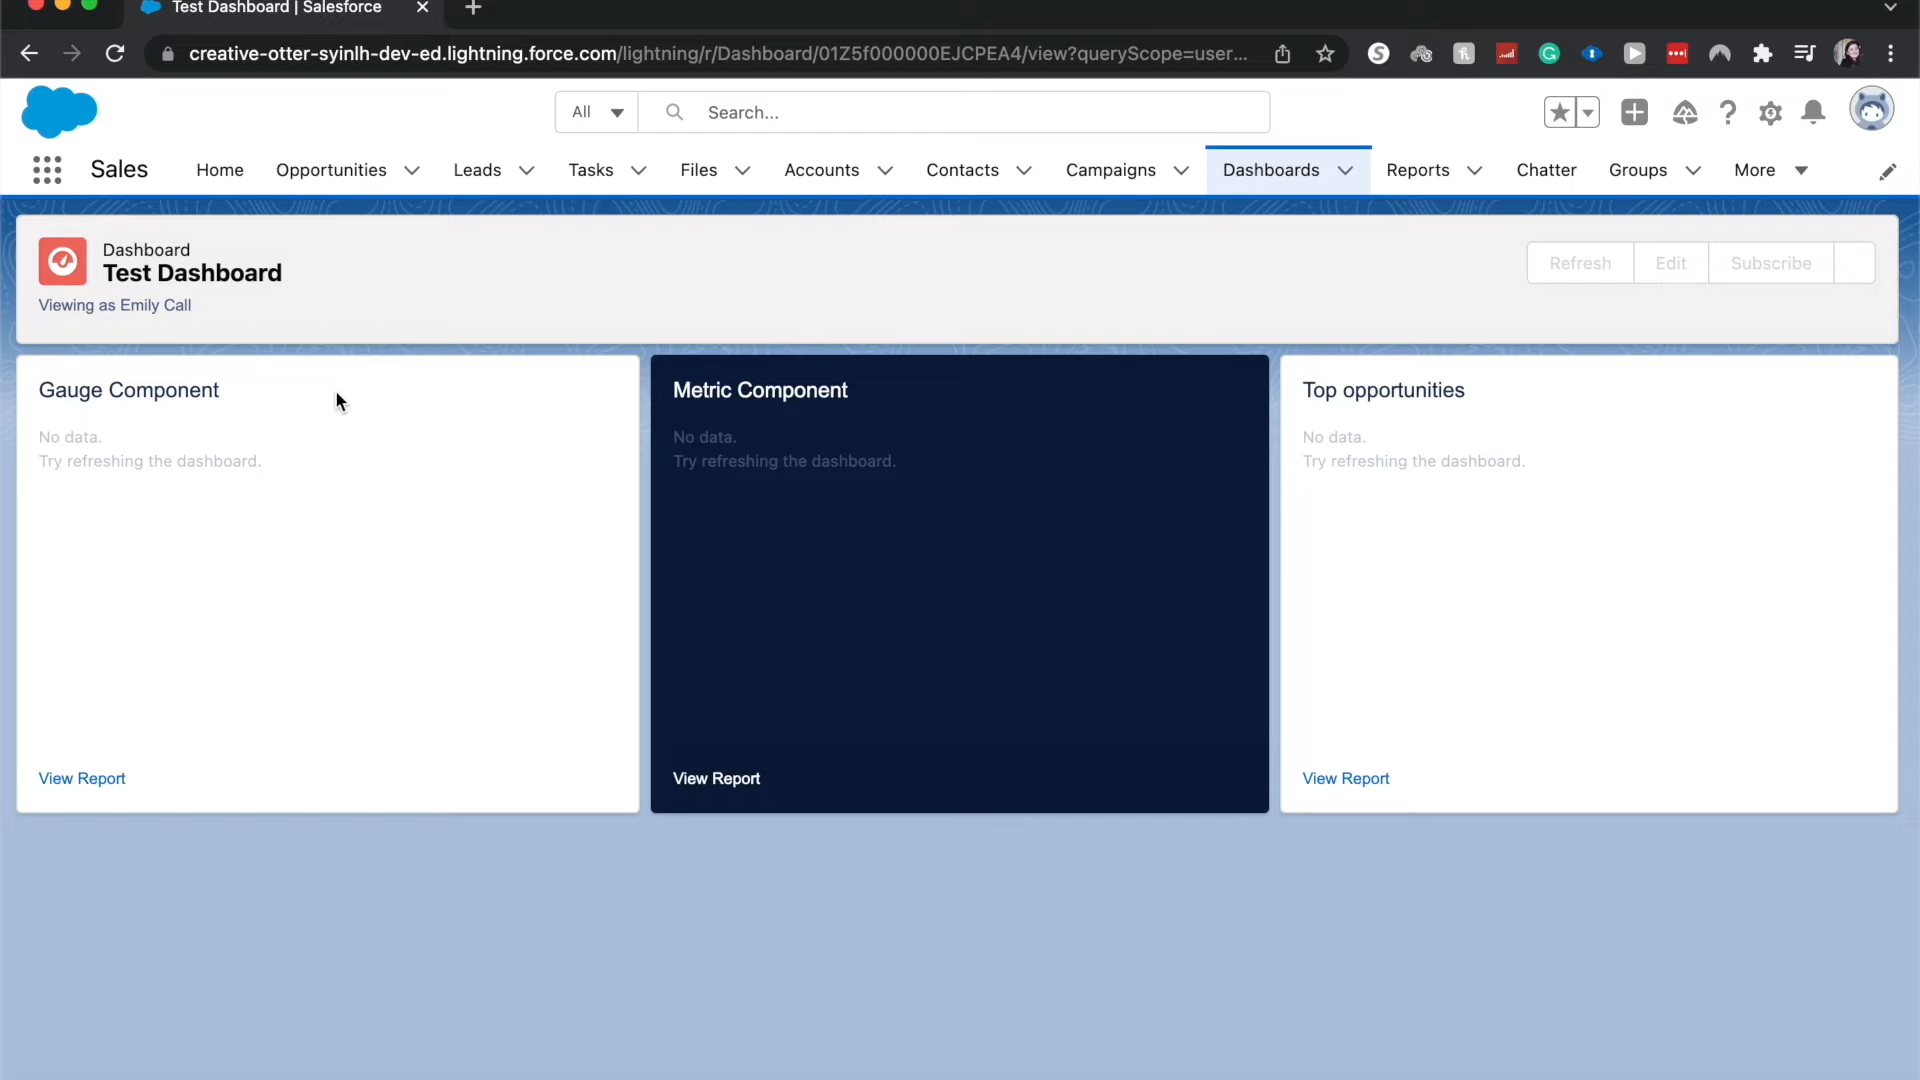 Test Dashboard | Salesforce
creative-otter-syinlh-dev-ed.lightning.force.com/lightning/r/Dashboard/01Z5f000000EJCPEA4/view?queryScope=user...
All
Search...
Sales
Home
Opportunities
Leads
Tasks
Files
Accounts
Contacts
Campaigns
Dashboards
Reports
Chatter
Groups
More
Dashboard
Test Dashboard
Viewing as Emily Call
Refresh
Edit
Subscribe
Gauge Component
No data.
Try refreshing the dashboard.
View Report
Metric Component
No data.
Try refreshing the dashboard.
View Report
Top opportunities
No data.
Try refreshing the dashboard.
View Report